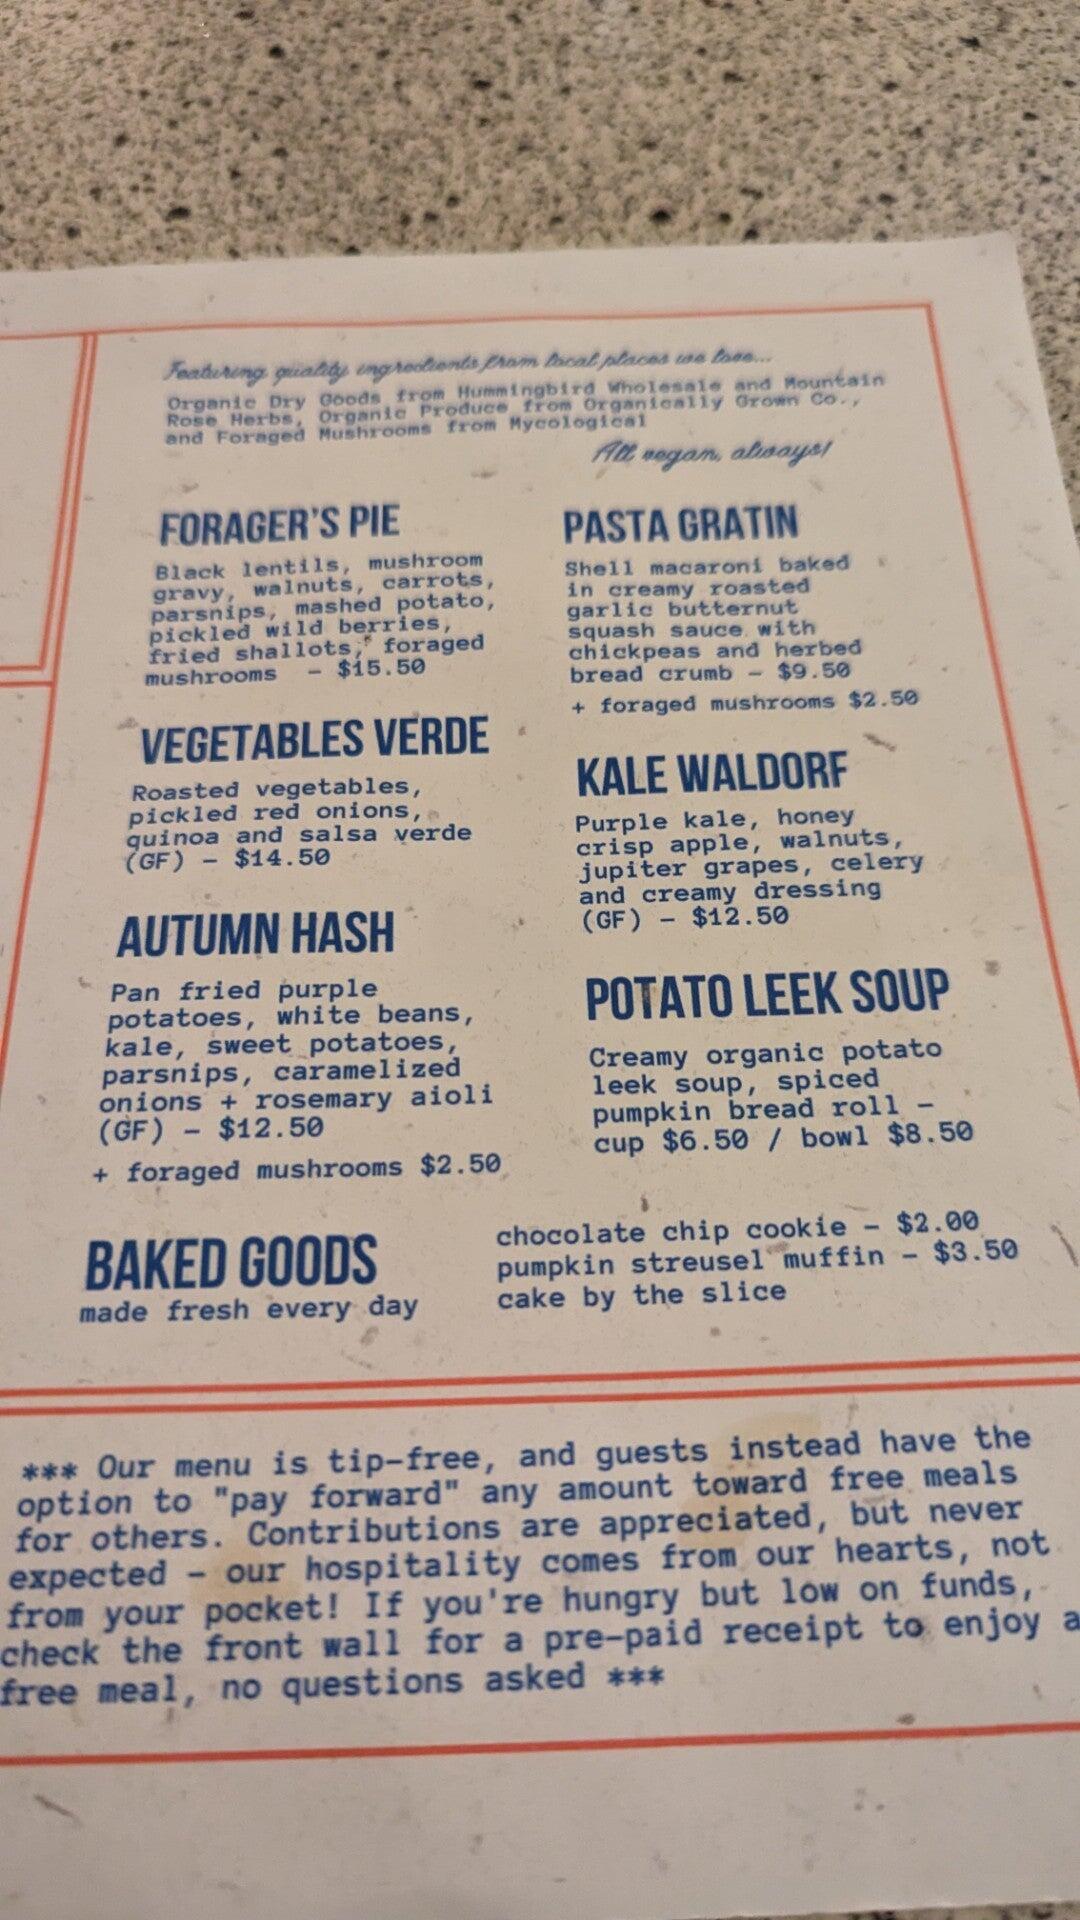 Featuring quality ingredients from local places we love...
Organic Dry Goods from Hummingbird Wholesale and Mountain
Rose Herbs, Organic Produce from Organically Grown Co.,
and Foraged Mushrooms from Mycological
All vegan, always!
FORAGER'S PIE
Black lentils, mushroom
gravy, walnuts, carrots,
parsnips, mashed potato,
pickled wild berries,
fried shallots, foraged
mushrooms – $15.50
VEGETABLES VERDE
Roasted vegetables,
pickled red onions,
quinoa and salsa verde
(GF) – $14.50
AUTUMN HASH
Pan fried purple
potatoes, white beans,
kale, sweet potatoes,
parsnips, caramelized
onions + rosemary aioli
(GF) – $12.50
+ foraged mushrooms $2.50
PASTA GRATIN
Shell macaroni baked
in creamy roasted
garlic butternut
squash sauce with
chickpeas and herbed
bread crumb – $9.50
+ foraged mushrooms $2.50
KALE WALDORF
Purple kale, honey
crisp apple, walnuts,
jupiter grapes, celery
and creamy dressing
(GF) – $12.50
POTATO LEEK SOUP
Creamy organic potato
leek soup, spiced
pumpkin bread roll –
cup $6.50 / bowl $8.50
BAKED GOODS
made fresh every day
chocolate chip cookie – $2.00
pumpkin streusel muffin – $3.50
cake by the slice
*** Our menu is tip-free, and guests instead have the
option to "pay forward" any amount toward free meals
for others. Contributions are appreciated, but never
expected – our hospitality comes from our hearts, not
from your pocket! If you're hungry but low on funds,
check the front wall for a pre-paid receipt to enjoy a
free meal, no questions asked ***